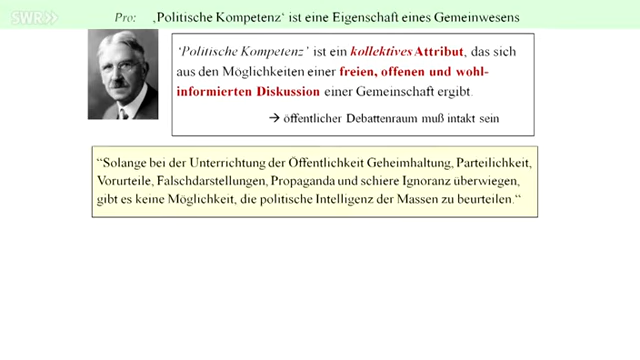 SWR»
Pro: ‚Politische Kompetenz‘ ist eine Eigenschaft eines Gemeinwesens
‘Politische Kompetenz’ ist ein kollektives Attribut, das sich
aus den Möglichkeiten einer freien, offenen und wohl-
informierten Diskussion einer Gemeinschaft ergibt.
→ öffentlicher Debattenraum muß intakt sein
“Solange bei der Unterrichtung der Öffentlichkeit Geheimhaltung, Parteilichkeit,
Vorurteile, Falschdarstellungen, Propaganda und schiere Ignoranz überwiegen,
gibt es keine Möglichkeit, die politische Intelligenz der Massen zu beurteilen.“